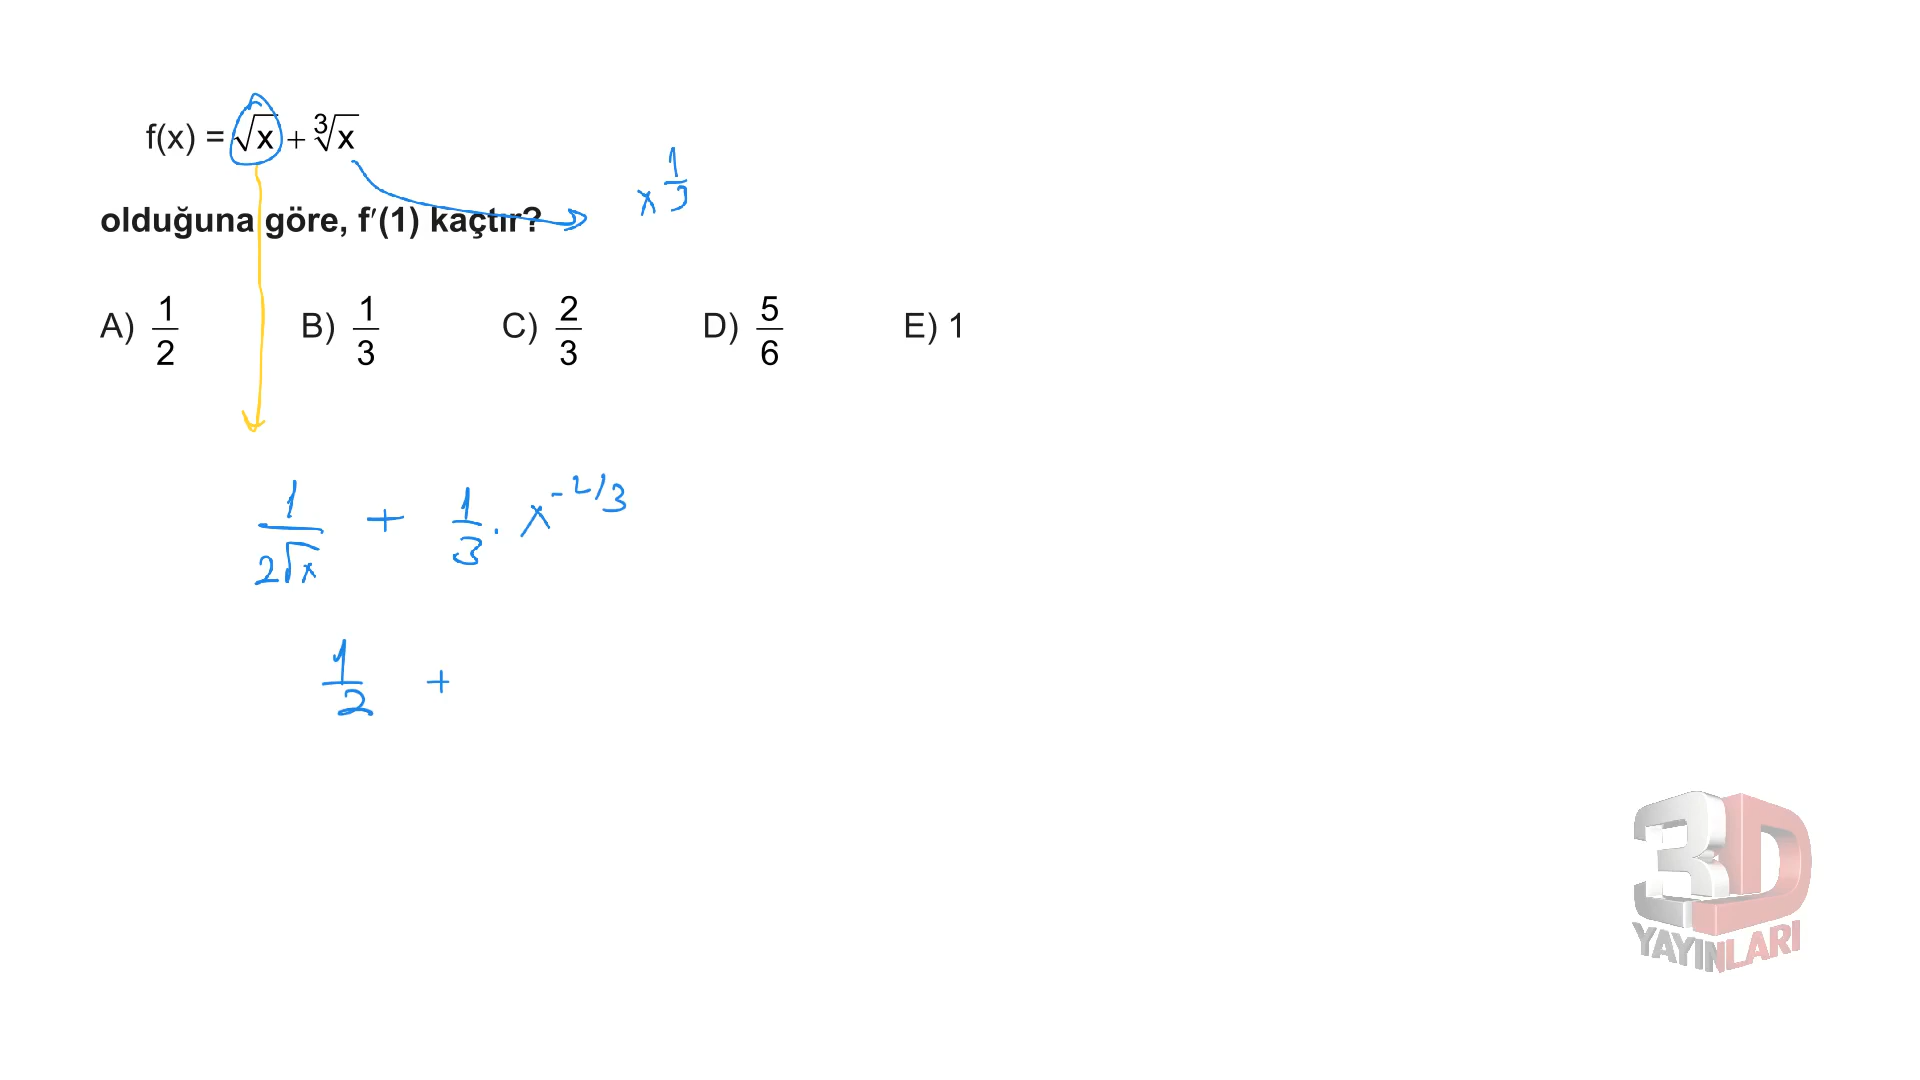 f(x) = √x + ∛x
x^(1/3)
olduğuna göre, f′(1) kaçtır?
A) 1/2 B) 1/3 C) 2/3 D) 5/6 E) 1
1/(2√x) + 1/3 · x^(-2/3)
1/2 +
3D
YAYINLARI